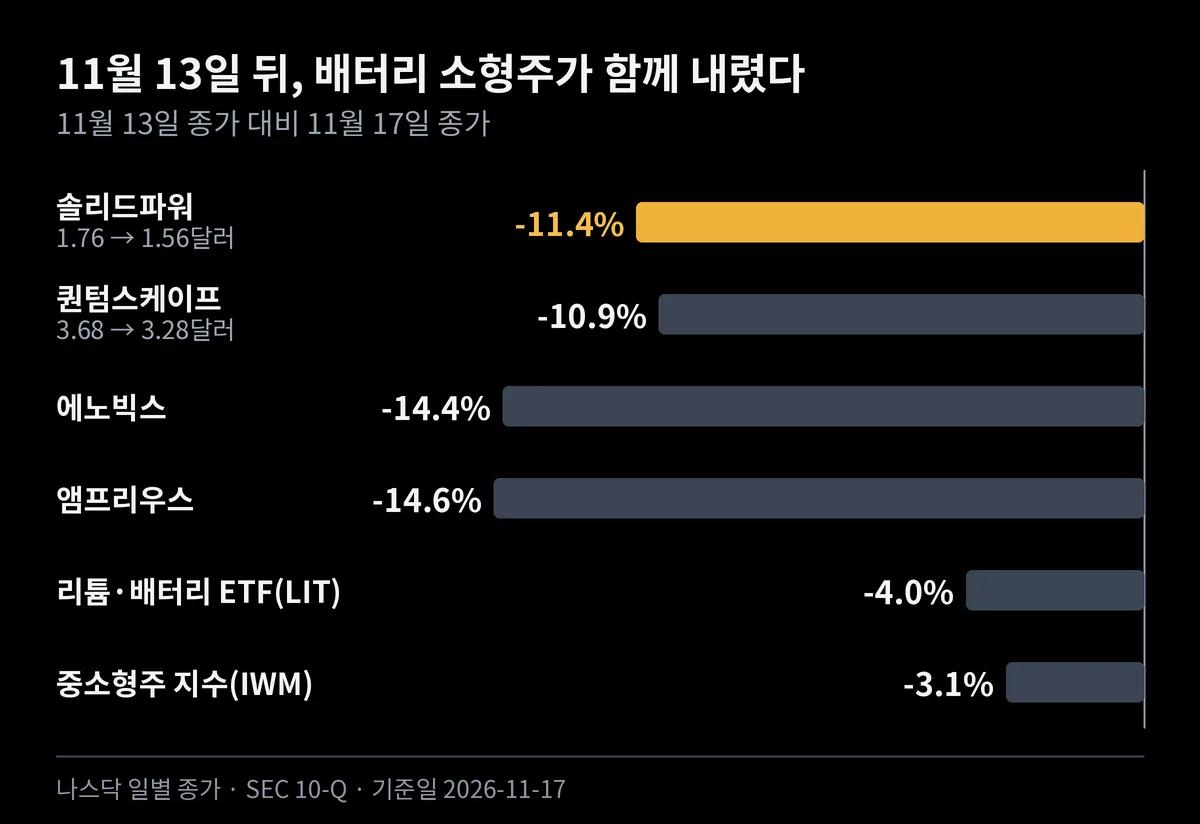 11월 13일 뒤, 배터리 소형주가 함께 내렸다
11월 13일 종가 대비 11월 17일 종가
솔리드파워
1.76 → 1.56달러
-11.4%
퀀텀스케이프
3.68 → 3.28달러
-10.9%
에노빅스
-14.4%
앰프리우스
-14.6%
리튬·배터리 ETF(LIT)
-4.0%
중소형주 지수(IWM)
-3.1%
나스닥 일별 종가 · SEC 10-Q · 기준일 2026-11-17